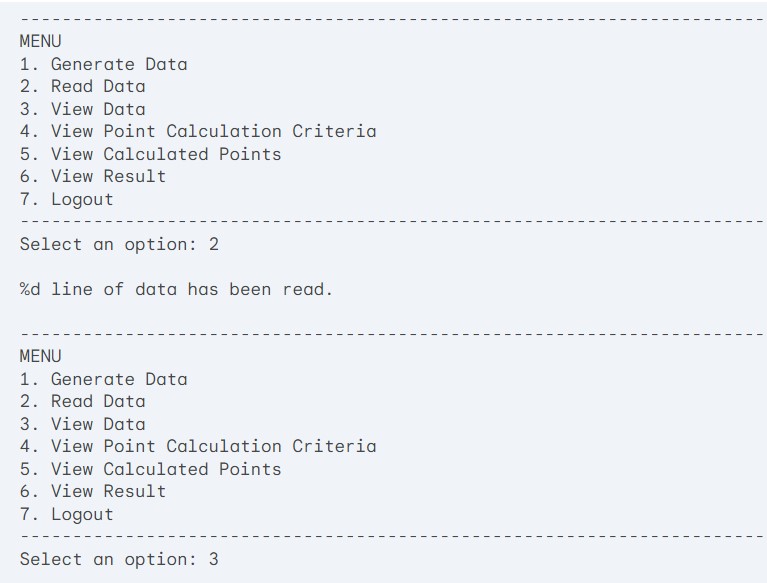 ------------------------------------------------------------------------
MENU
1. Generate Data
2. Read Data
3. View Data
4. View Point Calculation Criteria
5. View Calculated Points
6. View Result
7. Logout
------------------------------------------------------------------------
Select an option: 2
%d line of data has been read.
------------------------------------------------------------------------
MENU
1. Generate Data
2. Read Data
3. View Data
4. View Point Calculation Criteria
5. View Calculated Points
6. View Result
7. Logout
------------------------------------------------------------------------
Select an option: 3